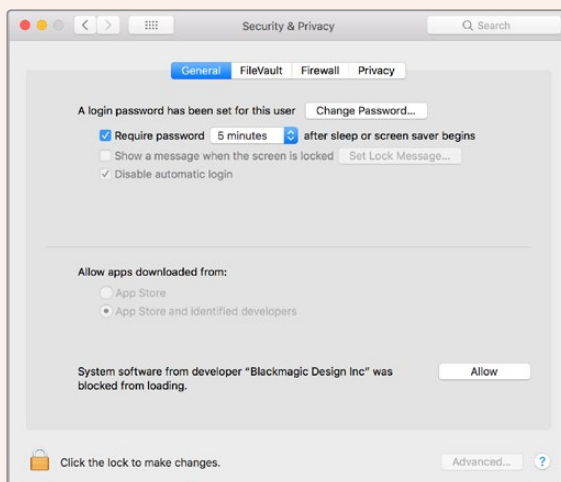 Security & Privacy
Search
General FileVault Firewall Privacy
A login password has been set for this user Change Password...
Require password 5 minutes after sleep or screen saver begins
Show a message when the screen is locked Set Lock Message...
Disable automatic login
Allow apps downloaded from:
App Store
App Store and identified developers
System software from developer “Blackmagic Design Inc” was Allow
blocked from loading.
Click the lock to make changes. Advanced... ?